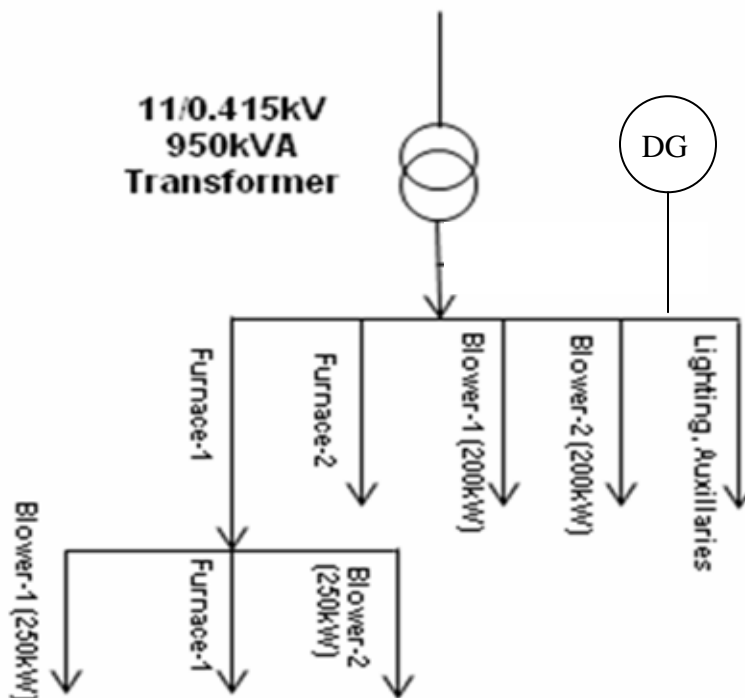 11/0.415kV
950kVA
Transformer
DG
Furnace-1
Furnace-2
Blower-1 (200kW)
Blower-2 (200kW)
Lighting, Auxillaries
Blower-1 (250kW)
Furnace-1
Blower-2
(250kW)